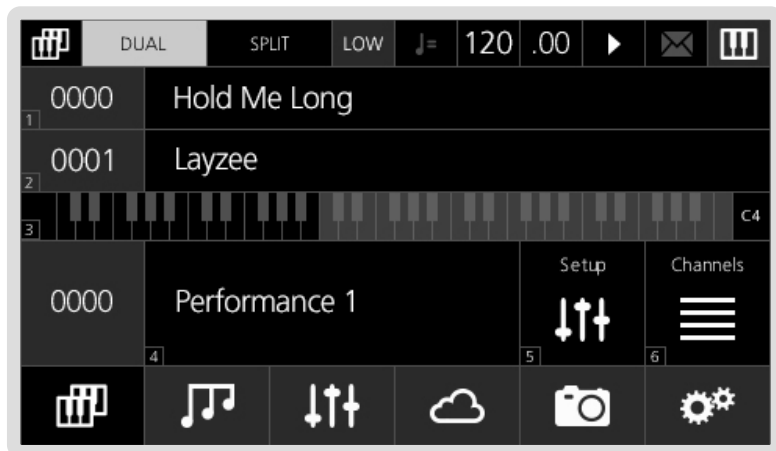 DUAL SPLIT LOW ♩= 120 .00
0000 Hold Me Long
1
0001 Layzee
2
3 C4
Setup Channels
0000 Performance 1
4 5 6